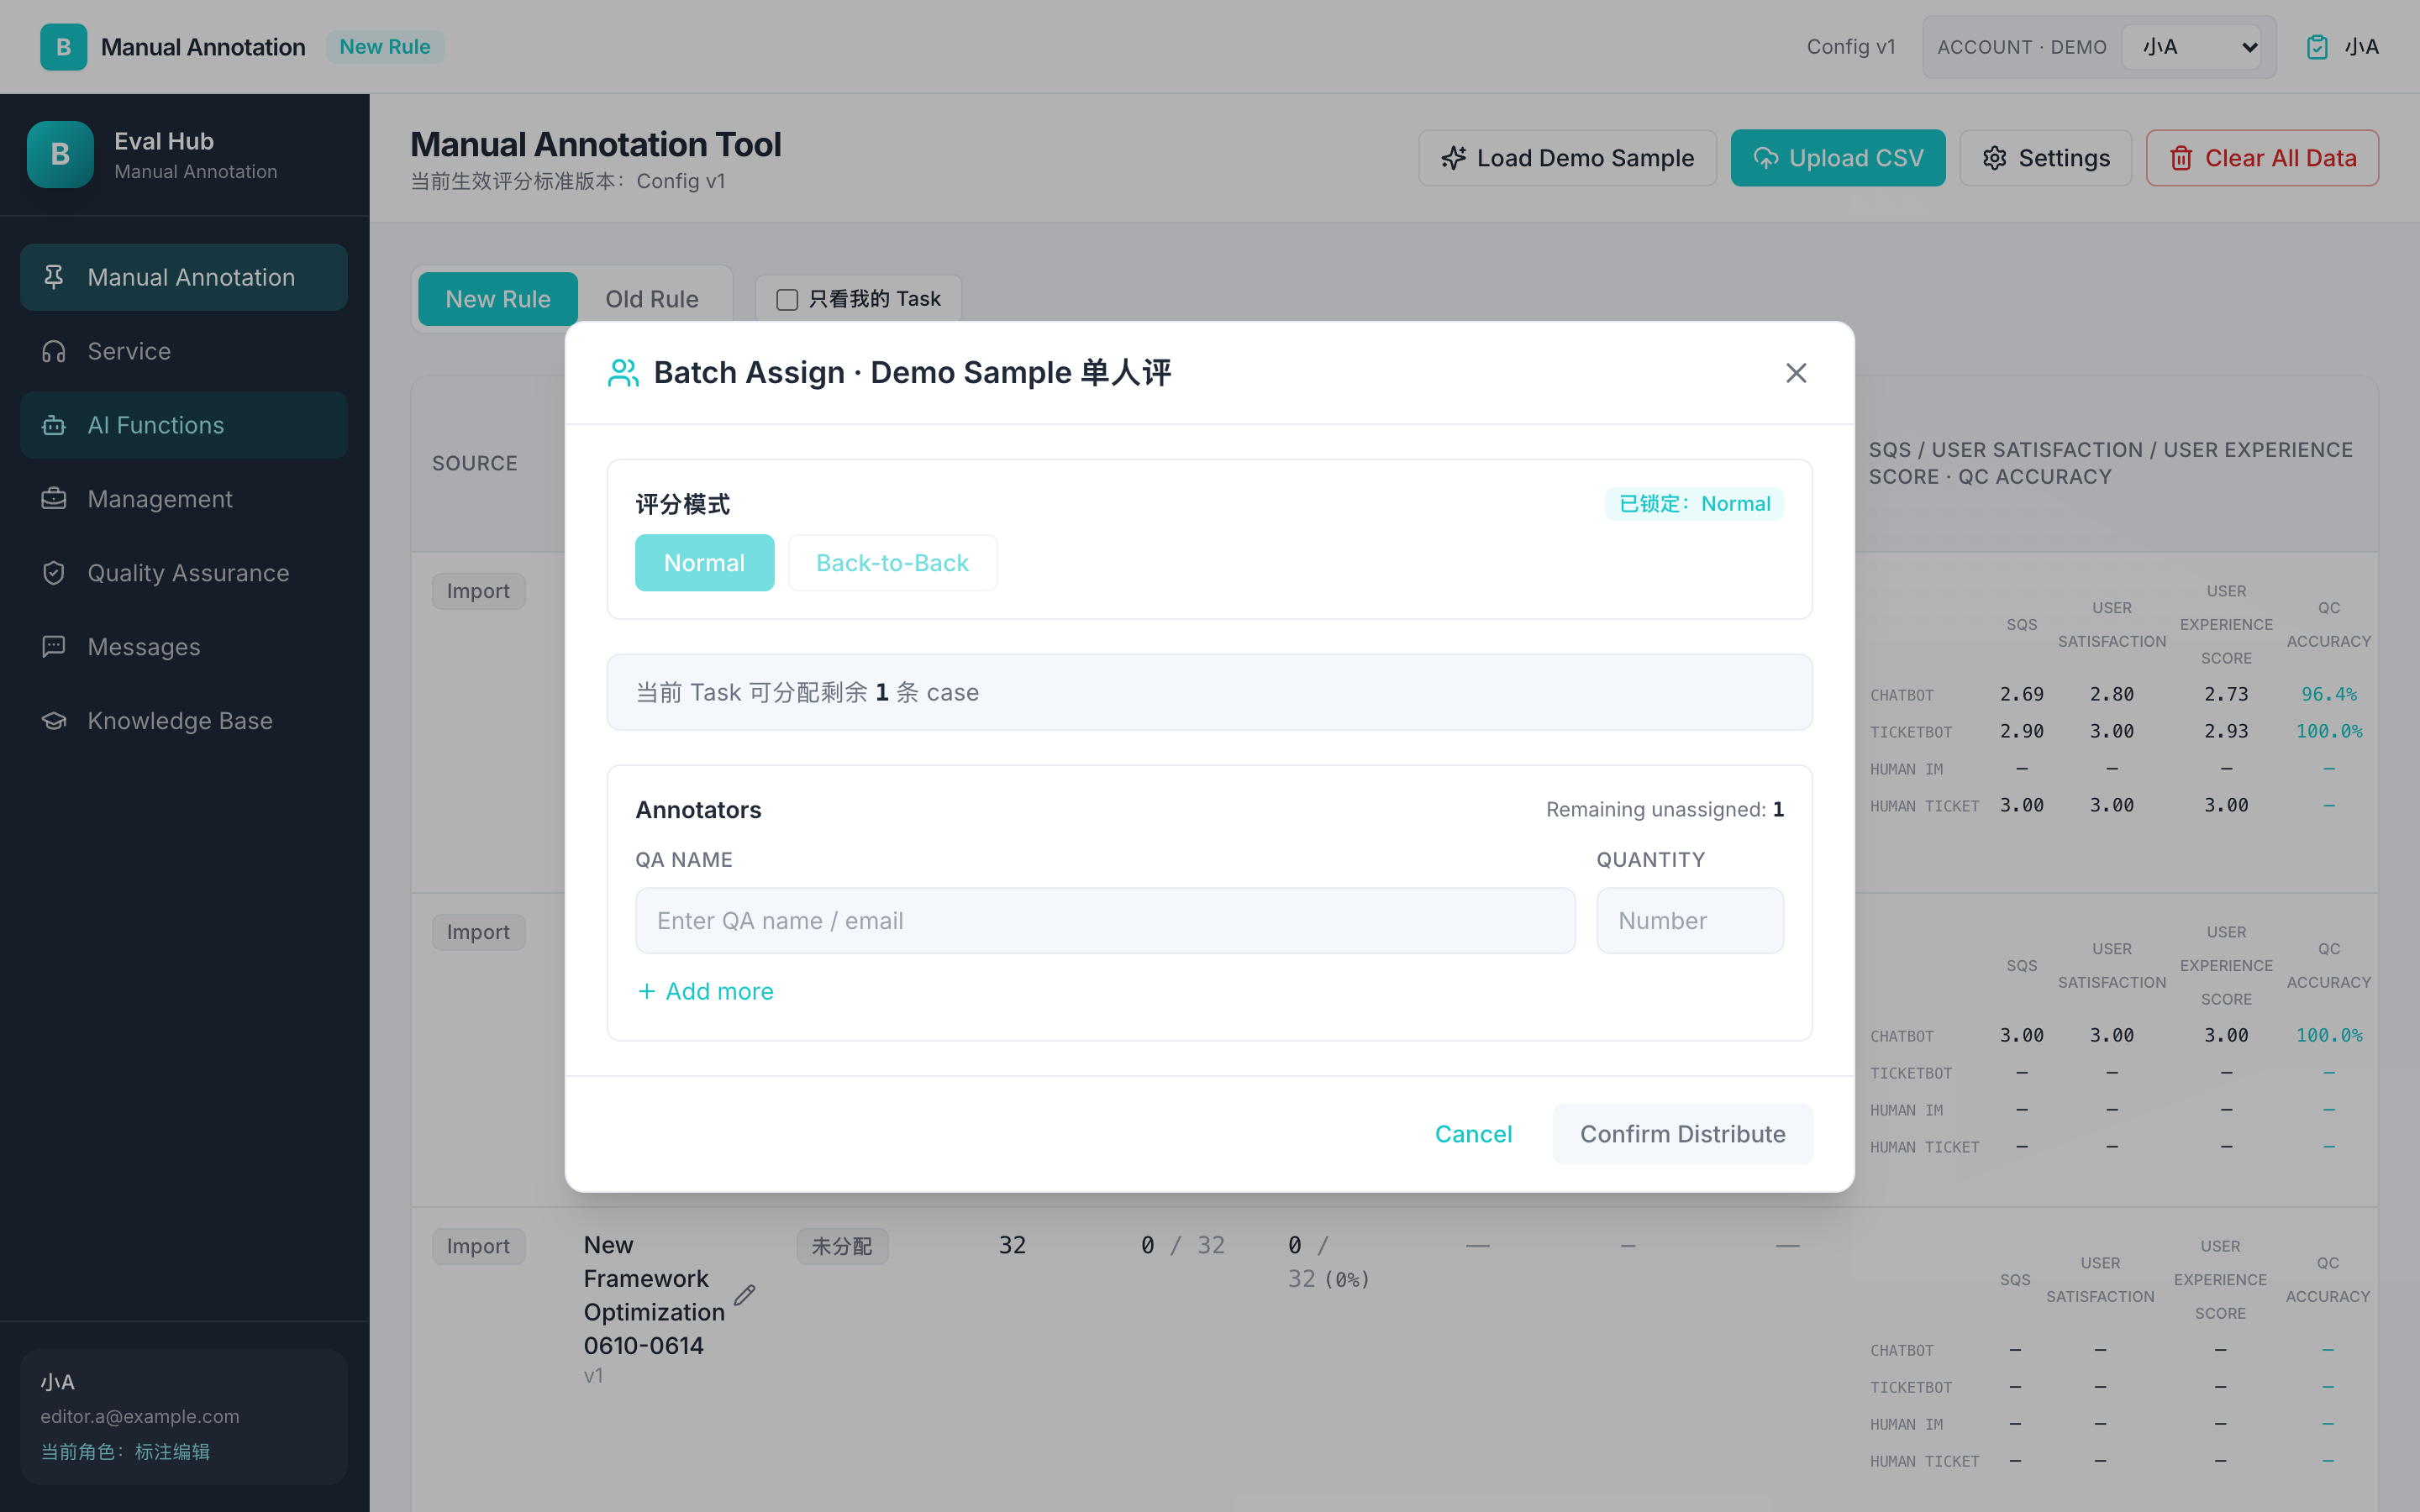 B Manual Annotation New Rule
Config v1 ACCOUNT · DEMO 小A 小A
B Eval Hub
Manual Annotation
Manual Annotation
Service
AI Functions
Management
Quality Assurance
Messages
Knowledge Base
小A
editor.a@example.com
当前角色：标注编辑
Manual Annotation Tool
当前生效评分标准版本：Config v1
Load Demo Sample Upload CSV Settings Clear All Data
New Rule Old Rule 只看我的 Task
Batch Assign · Demo Sample 单人评
评分模式 已锁定：Normal
Normal Back-to-Back
当前 Task 可分配剩余 1 条 case
Annotators Remaining unassigned: 1
QA NAME QUANTITY
Enter QA name / email Number
+ Add more
Cancel Confirm Distribute
SOURCE
SQS / USER SATISFACTION / USER EXPERIENCE
SCORE · QC ACCURACY
Import
SQS USER SATISFACTION USER EXPERIENCE SCORE QC ACCURACY
CHATBOT 2.69 2.80 2.73 96.4%
TICKETBOT 2.90 3.00 2.93 100.0%
HUMAN IM – – – –
HUMAN TICKET 3.00 3.00 3.00 –
Import
SQS USER SATISFACTION USER EXPERIENCE SCORE QC ACCURACY
CHATBOT 3.00 3.00 3.00 100.0%
TICKETBOT – – – –
HUMAN IM – – – –
HUMAN TICKET – – – –
Import
New
Framework
Optimization
0610-0614
v1
未分配
32
0 / 32
0 /
32 (0%)
— – —
SQS USER SATISFACTION USER EXPERIENCE SCORE QC ACCURACY
CHATBOT – – – –
TICKETBOT – – – –
HUMAN IM – – – –
HUMAN TICKET – – – –